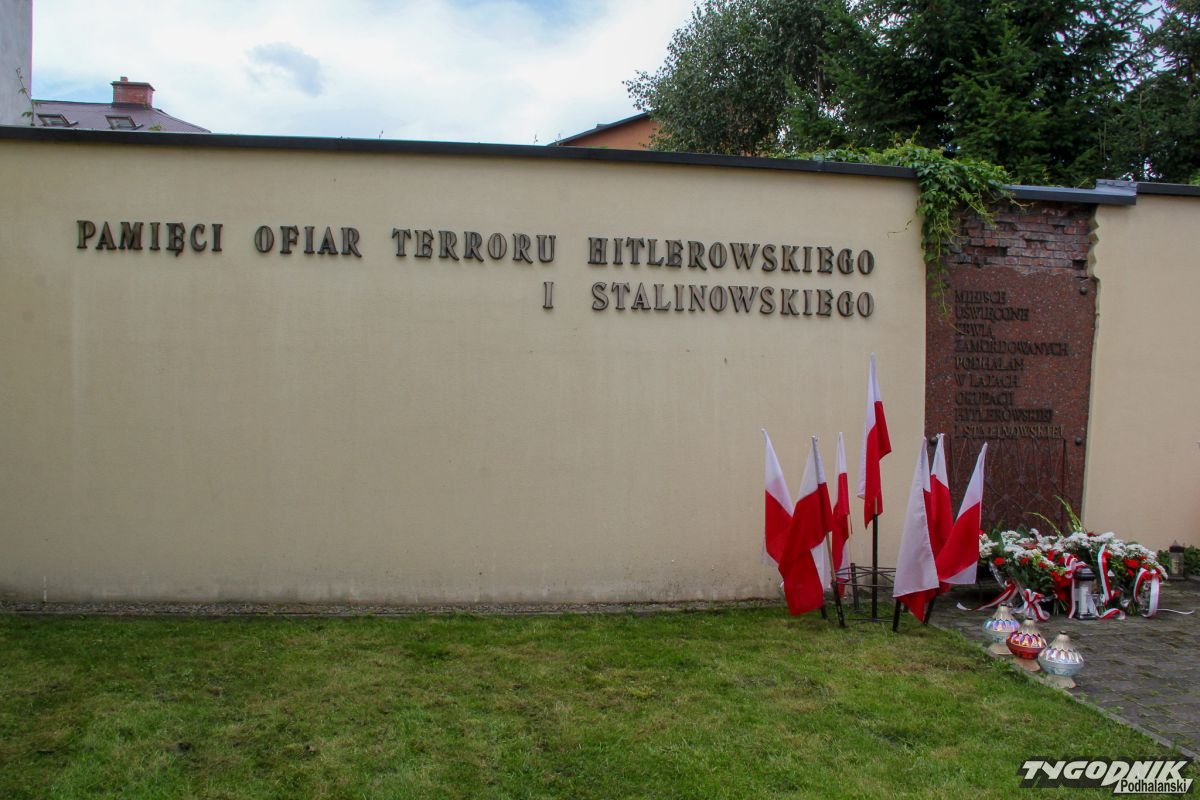 PAMIĘCI OFIAR TERRORU HITLEROWSKIEGO
I STALINOWSKIEGO
MIEJSCE
UŚWIĘCONE
KRWIĄ
ZAMORDOWANYCH
PODHALAN
W LATACH
OKUPACJI
HITLEROWSKIEJ
I STALINOWSKIEJ
TYGODNIK
Podhalański